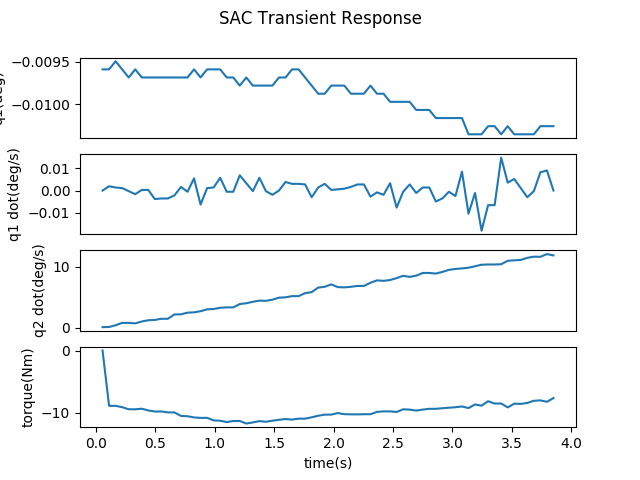 SAC Transient Response
q1(deg)
−0.0095
−0.0100
q1 dot(deg/s)
0.01
0.00
−0.01
q2 dot(deg/s)
10
0
torque(Nm)
0
−10
0.0 0.5 1.0 1.5 2.0 2.5 3.0 3.5 4.0
time(s)